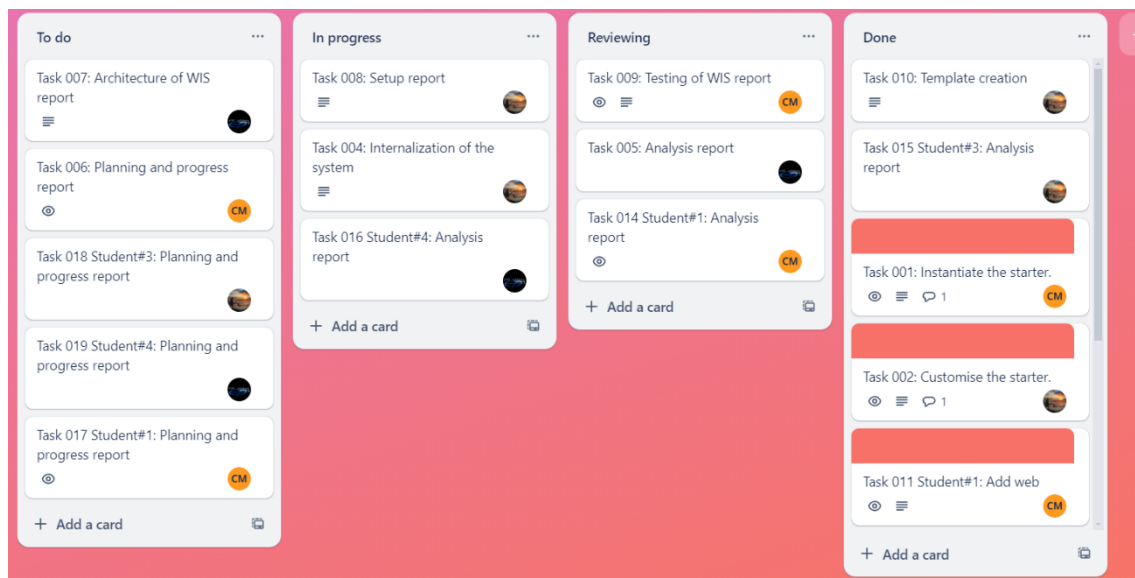 To do
Task 007: Architecture of WIS
report
Task 006: Planning and progress
report
CM
Task 018 Student#3: Planning and
progress report
Task 019 Student#4: Planning and
progress report
Task 017 Student#1: Planning and
progress report
CM
+ Add a card
In progress
Task 008: Setup report
Task 004: Internalization of the
system
Task 016 Student#4: Analysis
report
+ Add a card
Reviewing
Task 009: Testing of WIS report
CM
Task 005: Analysis report
Task 014 Student#1: Analysis
report
CM
+ Add a card
Done
Task 010: Template creation
Task 015 Student#3: Analysis
report
Task 001: Instantiate the starter.
1
CM
Task 002: Customise the starter.
1
Task 011 Student#1: Add web
CM
+ Add a card